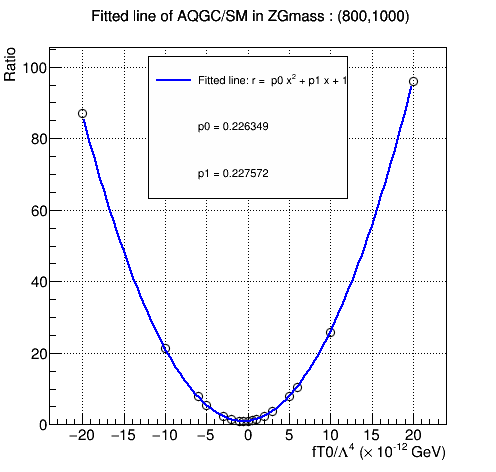 Fitted line of AQGC/SM in ZGmass : (800,1000)
Ratio
Fitted line: r = p0 x² + p1 x + 1
p0 = 0.226349
p1 = 0.227572
100
80
60
40
20
0
−20 −15 −10 −5 0 5 10 15 20
fT0/Λ⁴ (× 10⁻¹² GeV)